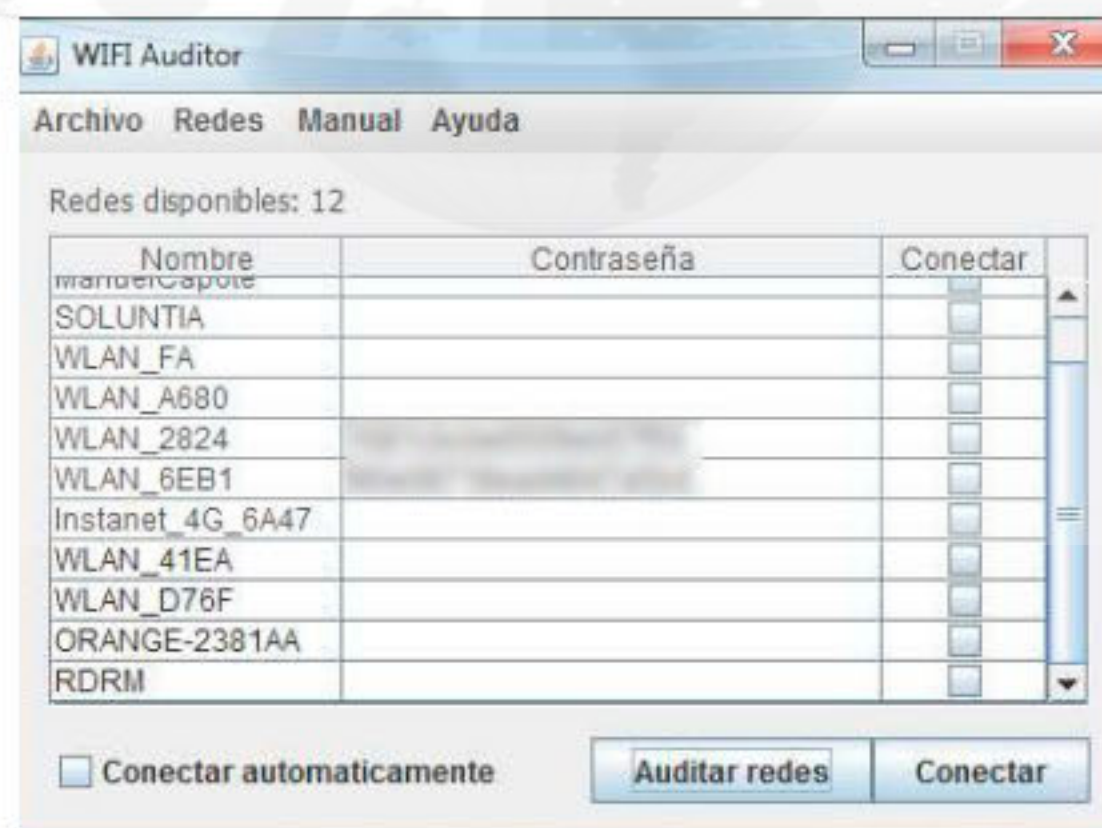 WIFI Auditor
Archivo Redes Manual Ayuda
Redes disponibles: 12
Nombre Contraseña Conectar
ManuelCapote
SOLUNTIA
WLAN_FA
WLAN_A680
WLAN_2824
WLAN_6EB1
Instanet_4G_6A47
WLAN_41EA
WLAN_D76F
ORANGE-2381AA
RDRM
Conectar automaticamente Auditar redes Conectar